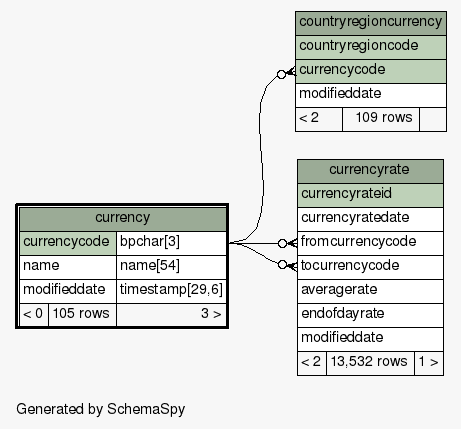 countryregioncurrency
countryregioncode
currencycode
modifieddate
< 2 109 rows
currencyrate
currencyrateid
currencyratedate
fromcurrencycode
tocurrencycode
averagerate
endofdayrate
modifieddate
< 2 13,532 rows 1 >
currency
currencycode bpchar[3]
name name[54]
modifieddate timestamp[29,6]
< 0 105 rows 3 >
Generated by SchemaSpy